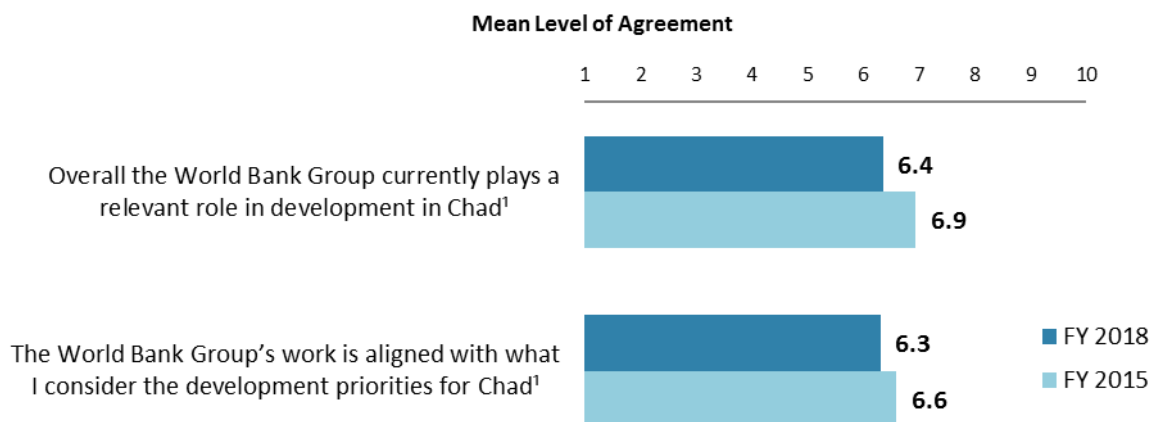 Mean Level of Agreement
1 2 3 4 5 6 7 8 9 10
Overall the World Bank Group currently plays a
relevant role in development in Chad¹
6.4
6.9
The World Bank Group’s work is aligned with what
I consider the development priorities for Chad¹
6.3
6.6
FY 2018
FY 2015